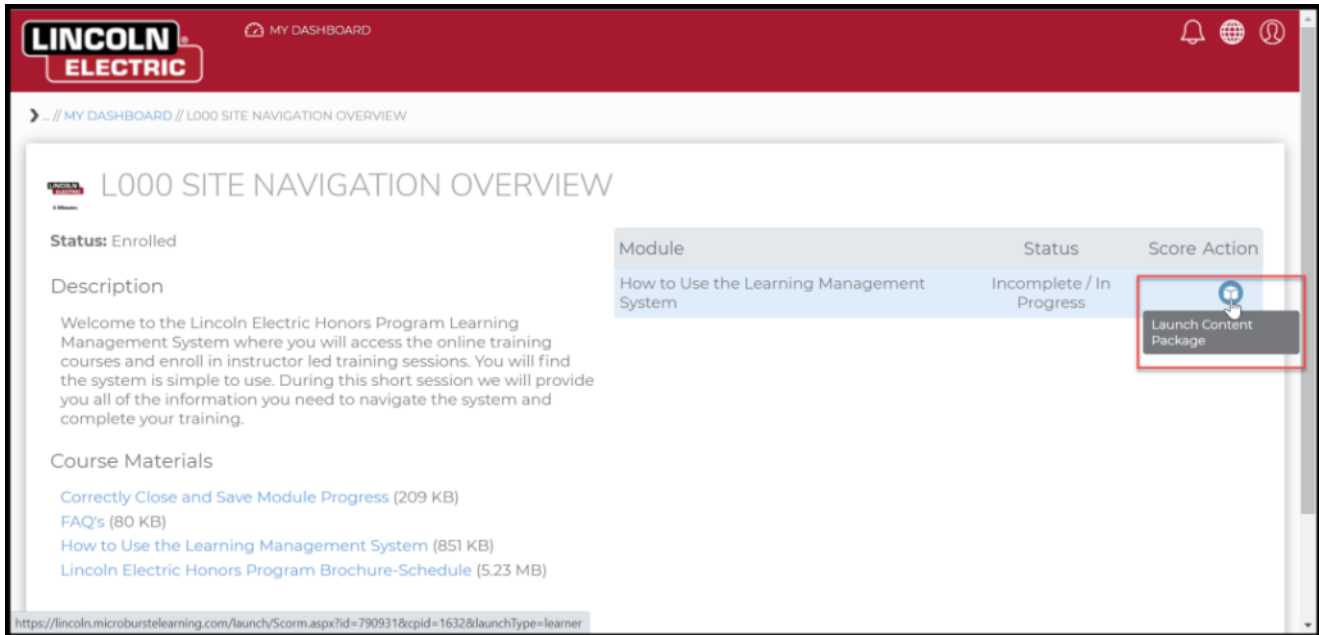 LINCOLN
ELECTRIC
MY DASHBOARD
... // MY DASHBOARD // L000 SITE NAVIGATION OVERVIEW
LINCOLN
ELECTRIC
6 Minutes
L000 SITE NAVIGATION OVERVIEW
Status: Enrolled
Description
Welcome to the Lincoln Electric Honors Program Learning
Management System where you will access the online training
courses and enroll in instructor led training sessions. You will find
the system is simple to use. During this short session we will provide
you all of the information you need to navigate the system and
complete your training.
Course Materials
Correctly Close and Save Module Progress (209 KB)
FAQ's (80 KB)
How to Use the Learning Management System (851 KB)
Lincoln Electric Honors Program Brochure-Schedule (5.23 MB)
Module Status Score Action
How to Use the Learning Management
System
Incomplete / In
Progress
Launch Content
Package
https://lincoln.microburstelearning.com/launch/Scorm.aspx?id=790931&cpid=1632&launchType=learner